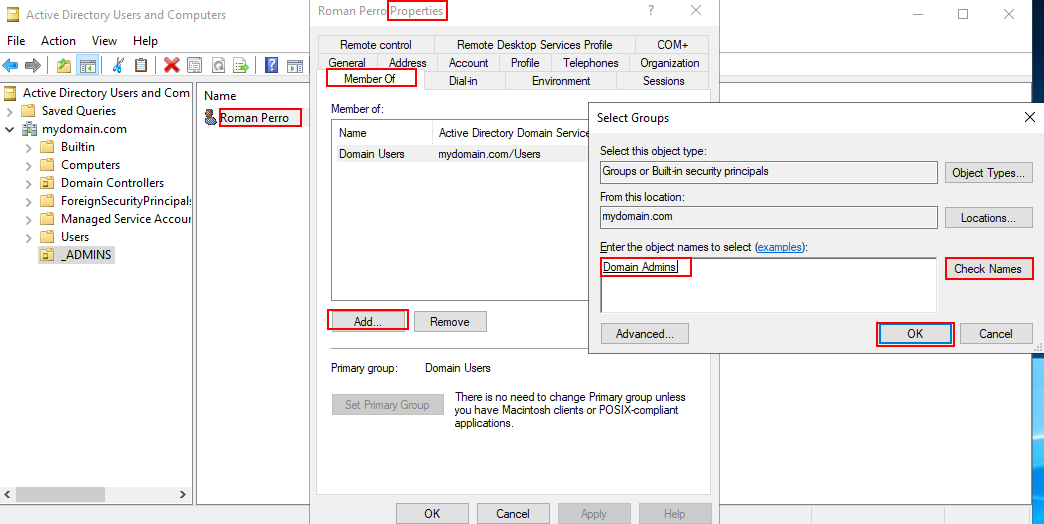 Active Directory Users and Computers
File Action View Help
Active Directory Users and Com
Saved Queries
mydomain.com
Builtin
Computers
Domain Controllers
ForeignSecurityPrincipals
Managed Service Accour
Users
_ADMINS
Name
Roman Perro
Roman Perro Properties
?
Remote control Remote Desktop Services Profile COM+
General Address Account Profile Telephones Organization
Member Of Dial-in Environment Sessions
Member of:
Name Active Directory Domain Service
Domain Users mydomain.com/Users
Add... Remove
Primary group: Domain Users
Set Primary Group
There is no need to change Primary group unless
you have Macintosh clients or POSIX-compliant
applications.
OK Cancel Apply Help
Select Groups
Select this object type:
Groups or Built-in security principals
Object Types...
From this location:
mydomain.com
Locations...
Enter the object names to select (examples):
Domain Admins
Check Names
Advanced... OK Cancel